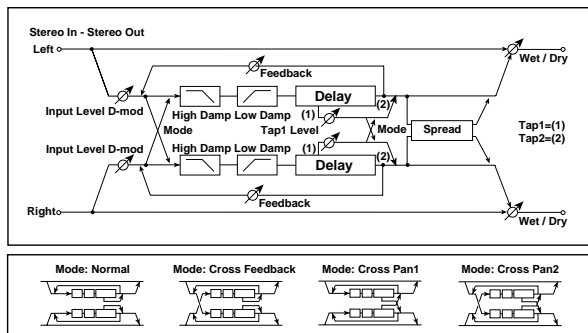 Stereo In - Stereo Out
Left
Wet / Dry
Feedback
Input Level D-mod
High Damp Low Damp
Delay
(1)
(2)
Mode
Tap1 Level
Mode
Spread
Tap1=(1)
Tap2=(2)
Input Level D-mod
High Damp Low Damp
(1)
Delay
(2)
Feedback
Right
Wet / Dry
Mode: Normal
Mode: Cross Feedback
Mode: Cross Pan1
Mode: Cross Pan2